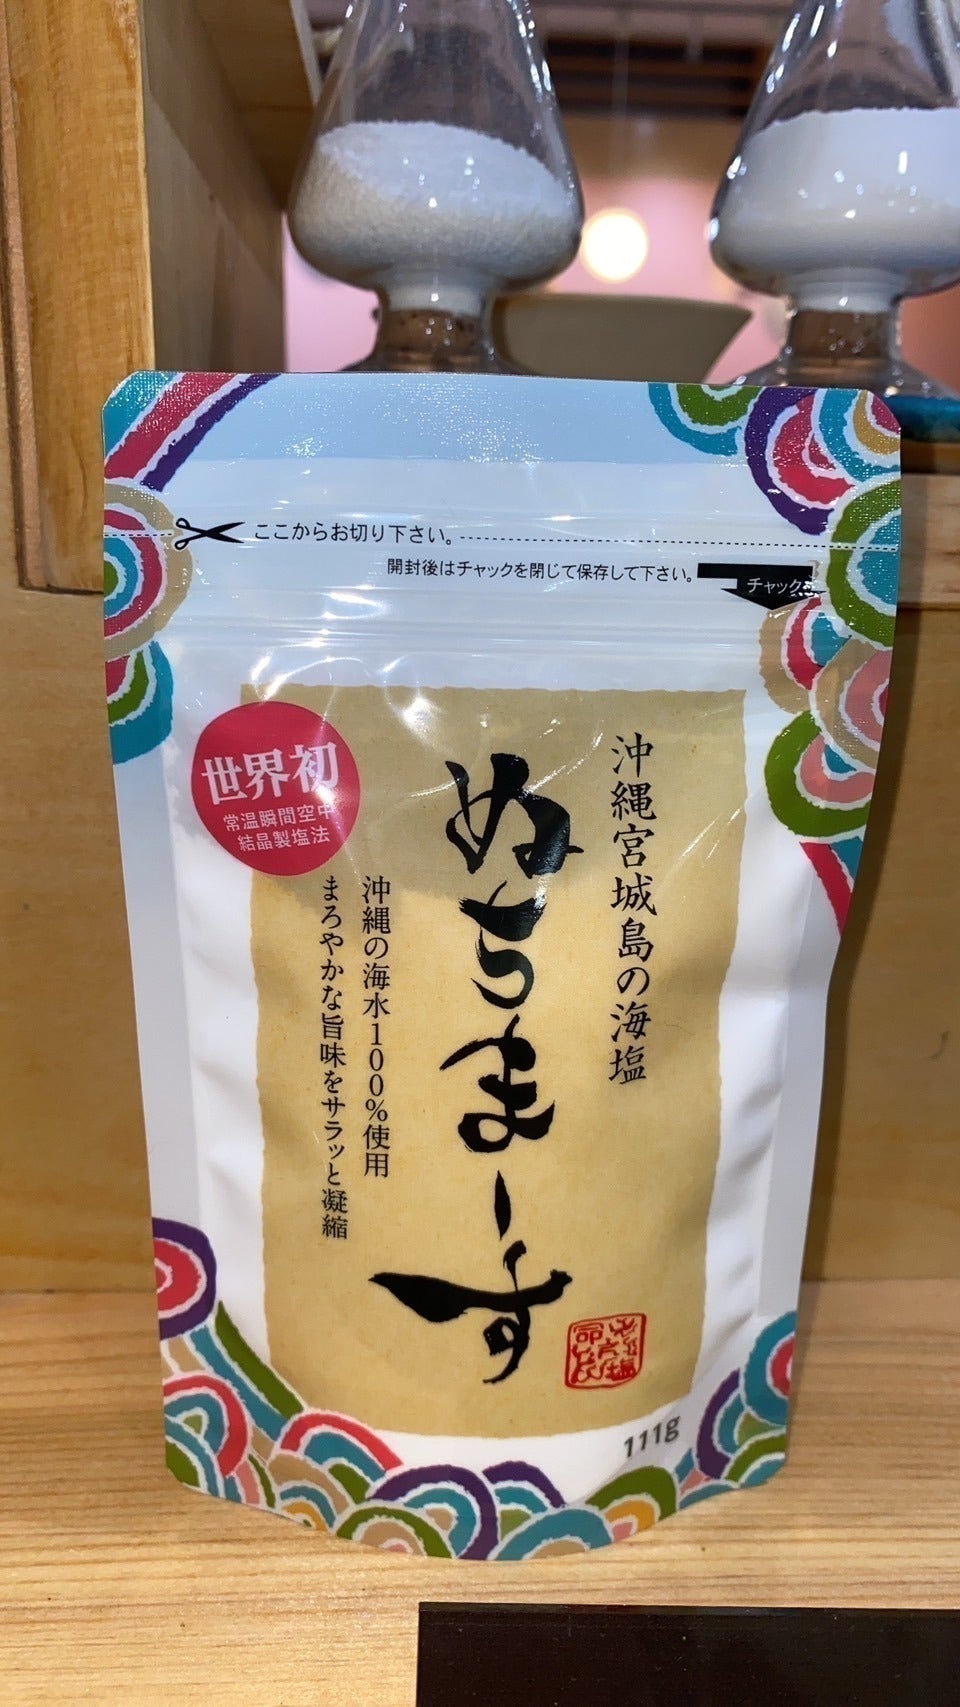 ここからお切り下さい。
開封後はチャックを閉じて保存して下さい。
チャック
世界初
常温瞬間空中
結晶製塩法
沖縄宮城島の海塩
ぬちまーす
沖縄の海水100%使用
まろやかな旨味をサラッと凝縮
111g